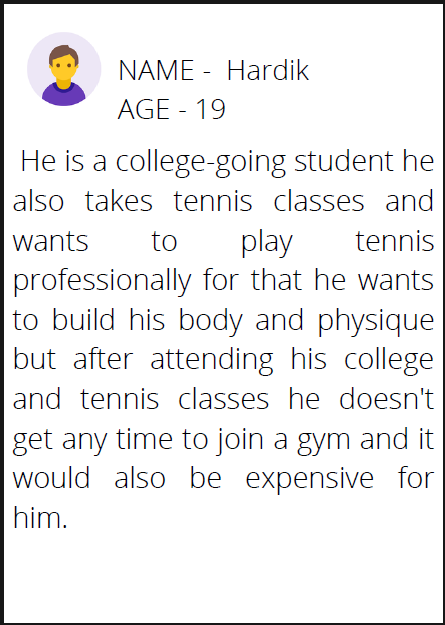 NAME - Hardik
AGE - 19
He is a college-going student he
also takes tennis classes and
wants to play tennis
professionally for that he wants
to build his body and physique
but after attending his college
and tennis classes he doesn't
get any time to join a gym and it
would also be expensive for
him.